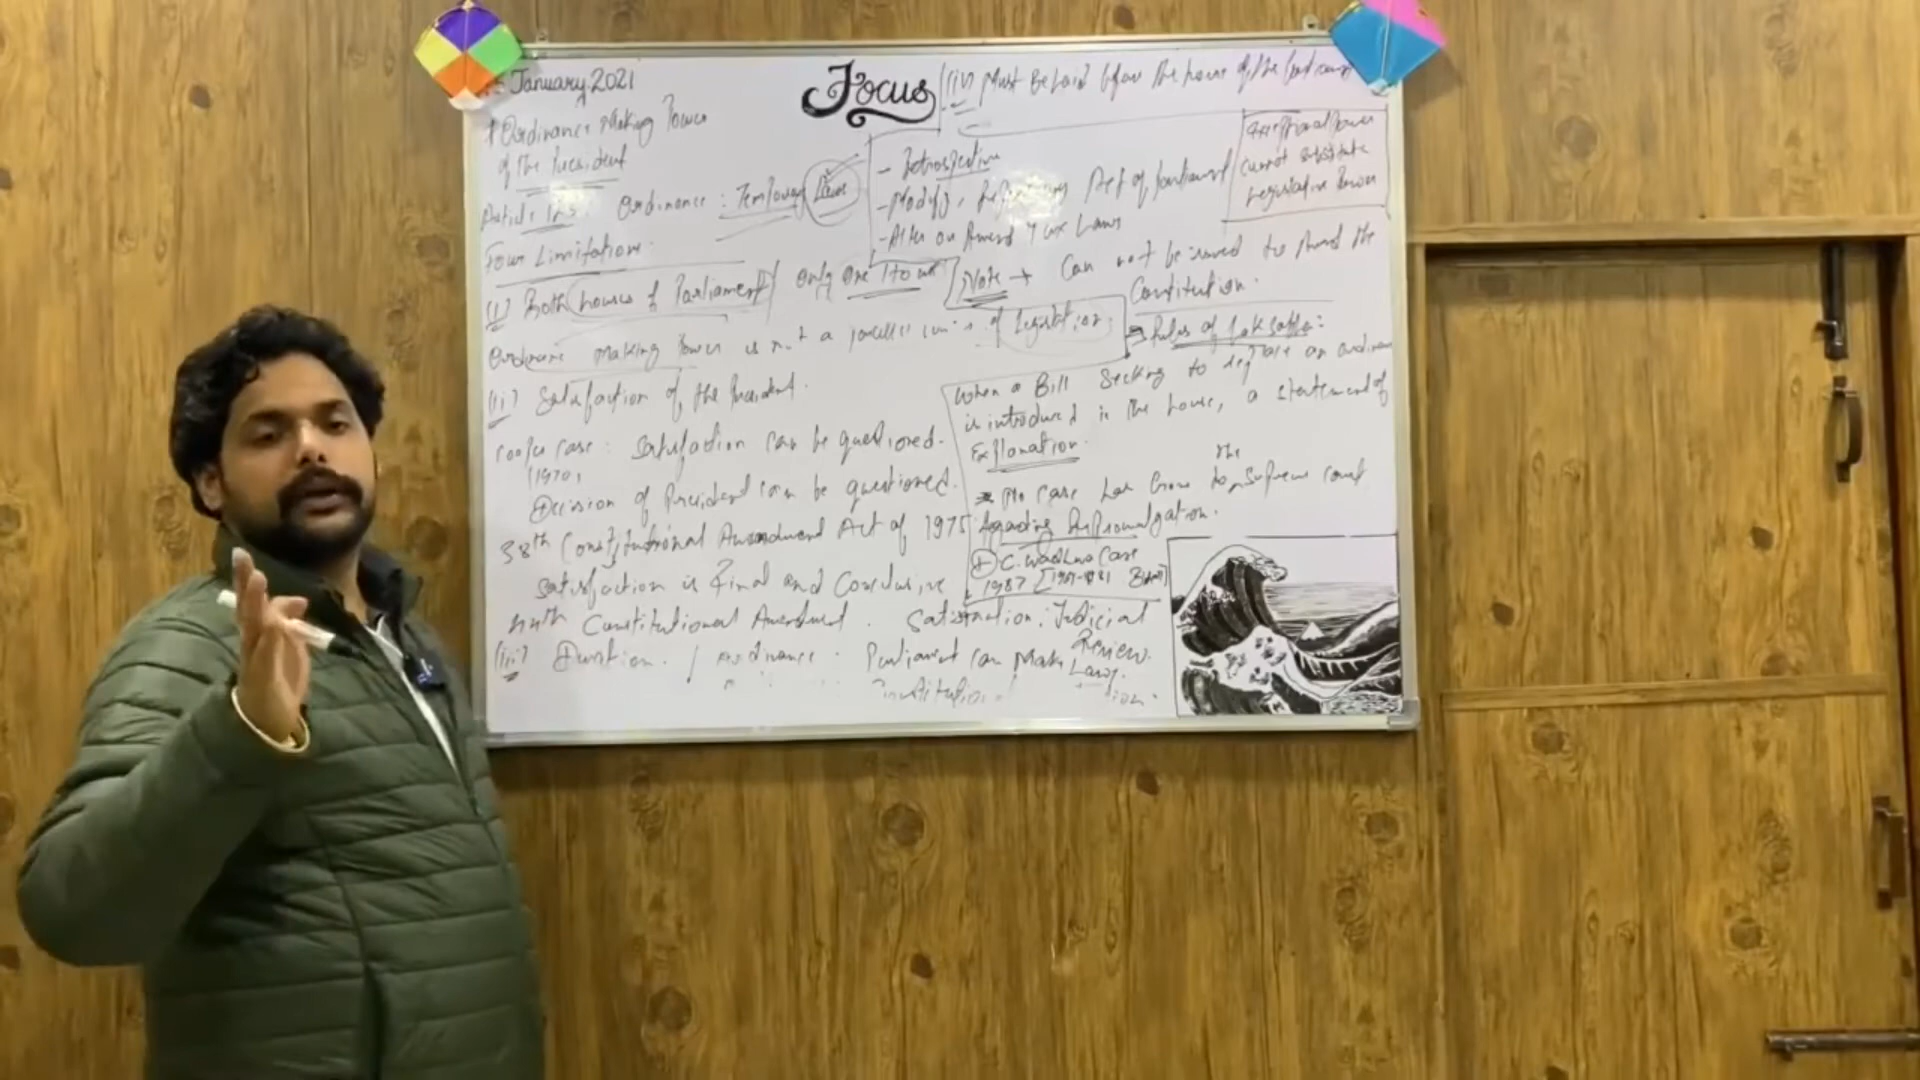 January 2021
Focus
(iv) Must be laid before the house of the
* Ordinance Making Power
of The President
Article 123: Ordinance: Temporary Law
Four Limitation.
(i) Both houses of Parliament / Only one House
Ordinance Making Power is not a of Legislation.
(ii) Satisfaction of the President.
Cooper Case: Satisfaction can be questioned.
(1970)
Decision of President can be questioned.
38th Constitutional Amendment Act of 1975
Satisfaction is Final and Conclusive
44th Constitutional Amendment. Satisfaction: Judicial
Review.
(iii) Duration. / Ordinance. Parliament can Make
Laws.
- Retrospective
- Modify, Act of Parliament
- Alter or Amend Tax Laws
Power
cannot substitute
Legislative Power
Note → Can not be issued to Amend the
Constitution.
Rules of Lok Sabha:
When a Bill Seeking to replace an ordinance
is introduced in the house, a statement of
Explanation.
No case has to the Supreme Court
Regarding Repromulgation.
D.C. Wadhwa Case
1987